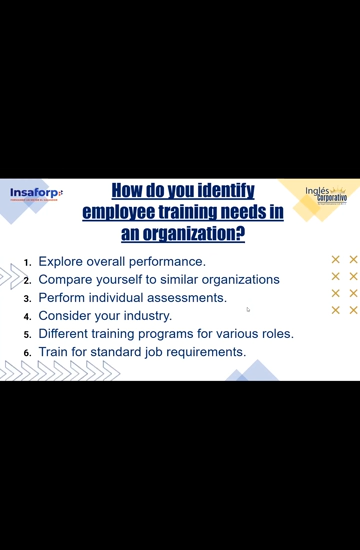 Insaforp
How do you identify
employee training needs in
an organization?
Inglés
Corporativo
1. Explore overall performance.
2. Compare yourself to similar organizations
3. Perform individual assessments.
4. Consider your industry.
5. Different training programs for various roles.
6. Train for standard job requirements.